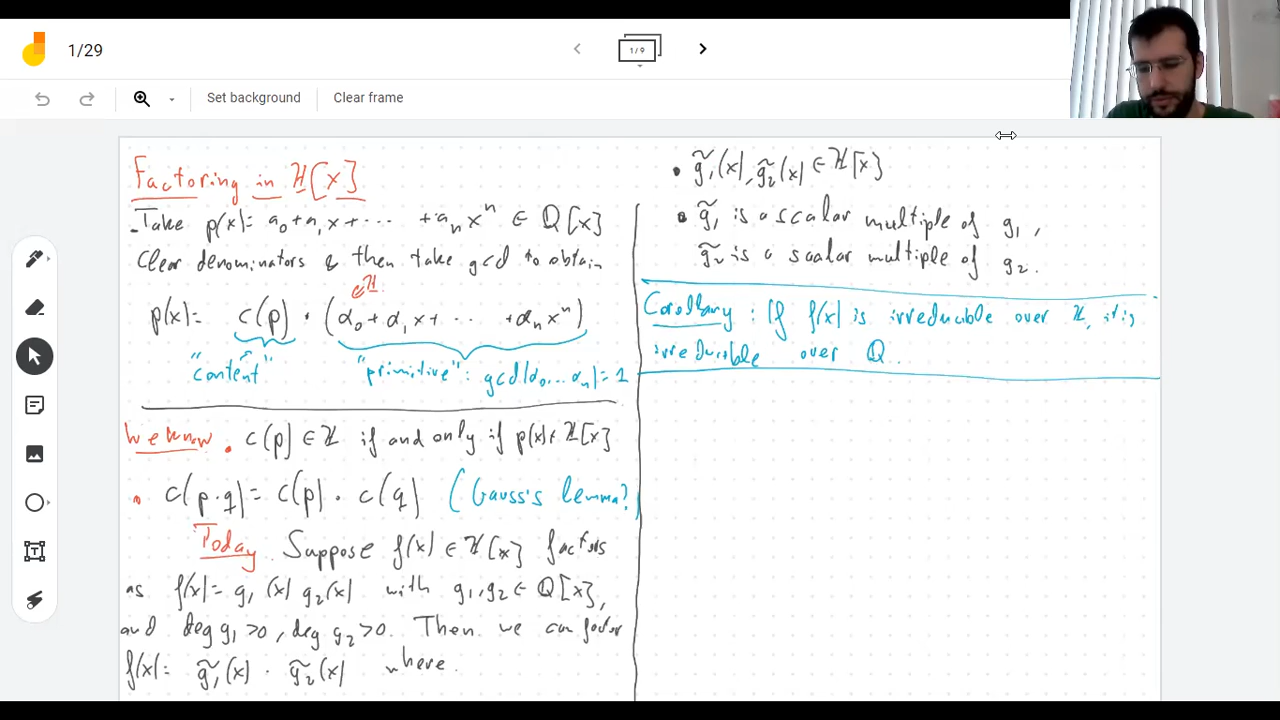 1/29
1/9
Set background
Clear frame
Factoring in ℤ[x]
Take p(x) = a₀+a₁x+⋯ +aₙxⁿ ∈ ℚ[x]
Clear denominators & then take gcd to obtain
∈ℤ
p(x) = c(p) · (α₀+α₁x+ ⋯ +αₙxⁿ)
"content" "primitive": gcd(α₀...αₙ)=1
We know • c(p) ∈ ℤ if and only if p(x)∈ℤ[x]
• c(p·q) = c(p) · c(q) (Gauss's lemma?)
Today. Suppose f(x) ∈ ℤ[x] factors
as f(x) = g₁(x) g₂(x) with g₁,g₂ ∈ ℚ[x],
and deg g₁ >0, deg g₂ >0. Then we can factor
f(x) = g̃₁(x) · g̃₂(x) where
• g̃₁(x), g̃₂(x) ∈ ℤ[x]
• g̃₁ is a scalar multiple of g₁,
g̃₂ is a scalar multiple of g₂.
Corollary: If f(x) is irreducible over ℤ, it is
irreducible over ℚ.